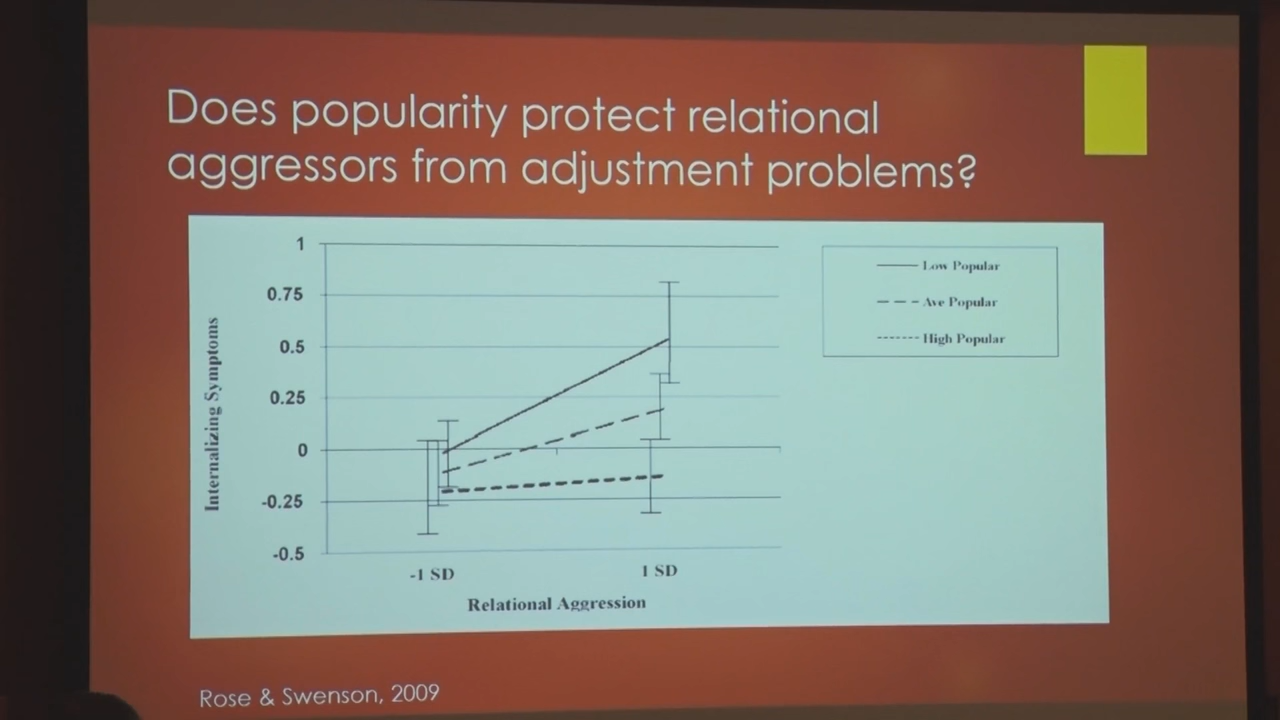 Does popularity protect relational
aggressors from adjustment problems?
1
0.75
0.5
0.25
0
-0.25
-0.5
Internalizing Symptoms
-1 SD
1 SD
Relational Aggression
Low Popular
Ave Popular
High Popular
Rose & Swenson, 2009